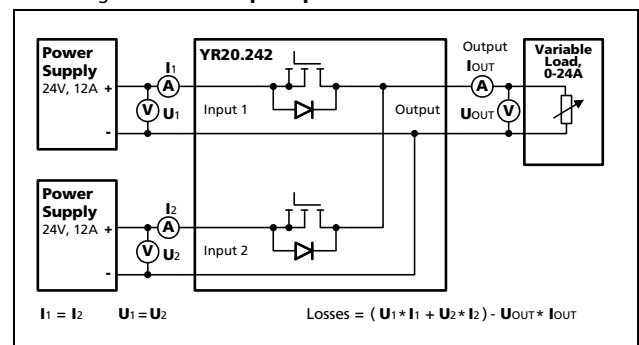 Power
Supply
24V, 12A +
-
I1
A
V U1
YR20.242
Input 1
Output
Output
IOUT
A
UOUT V
Variable
Load,
0-24A
Power
Supply
24V, 12A +
-
I2
A
V U2
Input 2
I1 = I2 U1 = U2 Losses = ( U1* I1 + U2* I2 ) - UOUT* IOUT